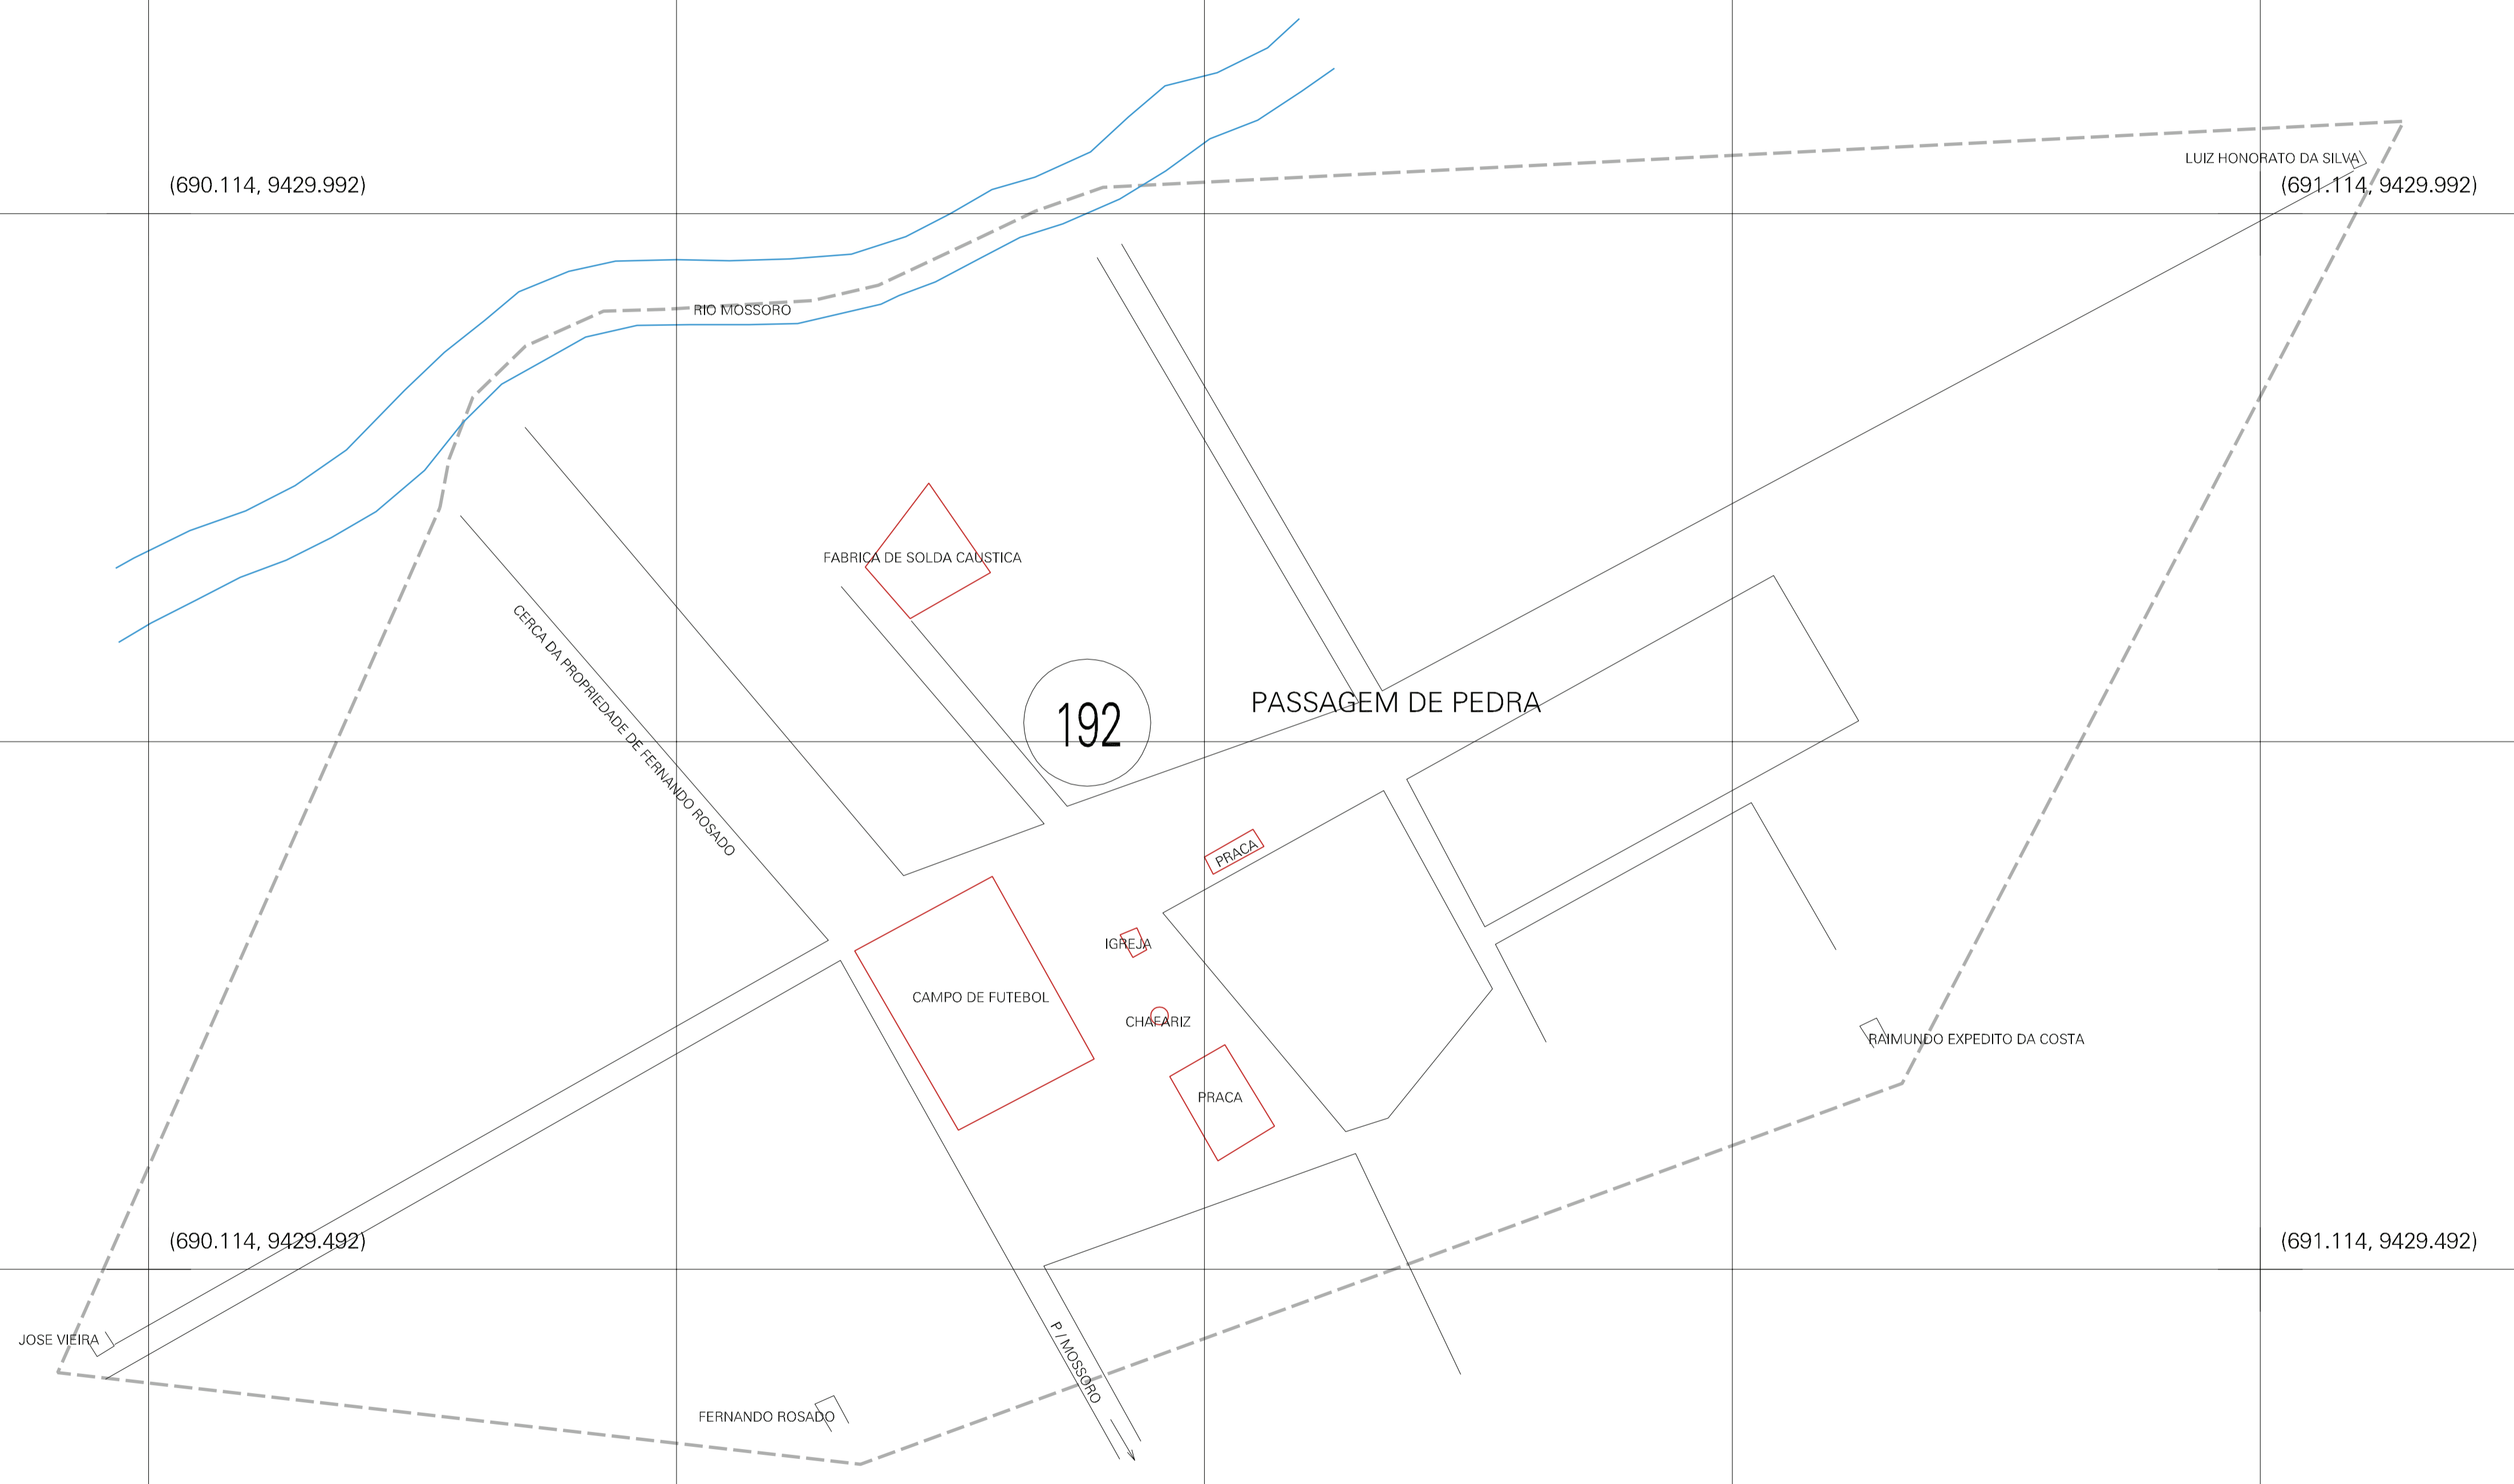 LUIZ HONORATO DA SILVA
(690.114, 9429.992)
(691.114, 9429.992)
RIO MOSSORO
FABRICA DE SOLDA CAUSTICA
CERCA DA PROPRIEDADE DE FERNANDO ROSADO
192
PASSAGEM DE PEDRA
PRACA
IGREJA
CAMPO DE FUTEBOL
CHAFARIZ
RAIMUNDO EXPEDITO DA COSTA
PRACA
(690.114, 9429.492)
(691.114, 9429.492)
JOSE VIEIRA
P / MOSSORO
FERNANDO ROSADO